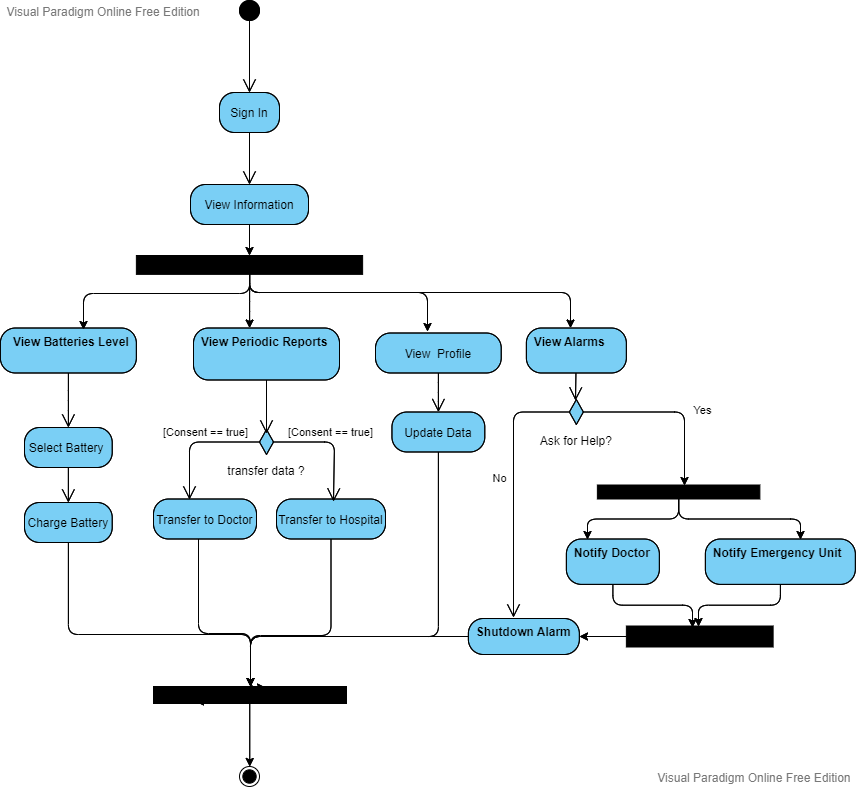 Visual Paradigm Online Free Edition
Sign In
View Information
View Batteries Level
View Periodic Reports
View Profile
View Alarms
Select Battery
[Consent == true]
[Consent == true]
Update Data
Yes
Ask for Help?
transfer data ?
No
Charge Battery
Transfer to Doctor
Transfer to Hospital
Notify Doctor
Notify Emergency Unit
Shutdown Alarm
Visual Paradigm Online Free Edition